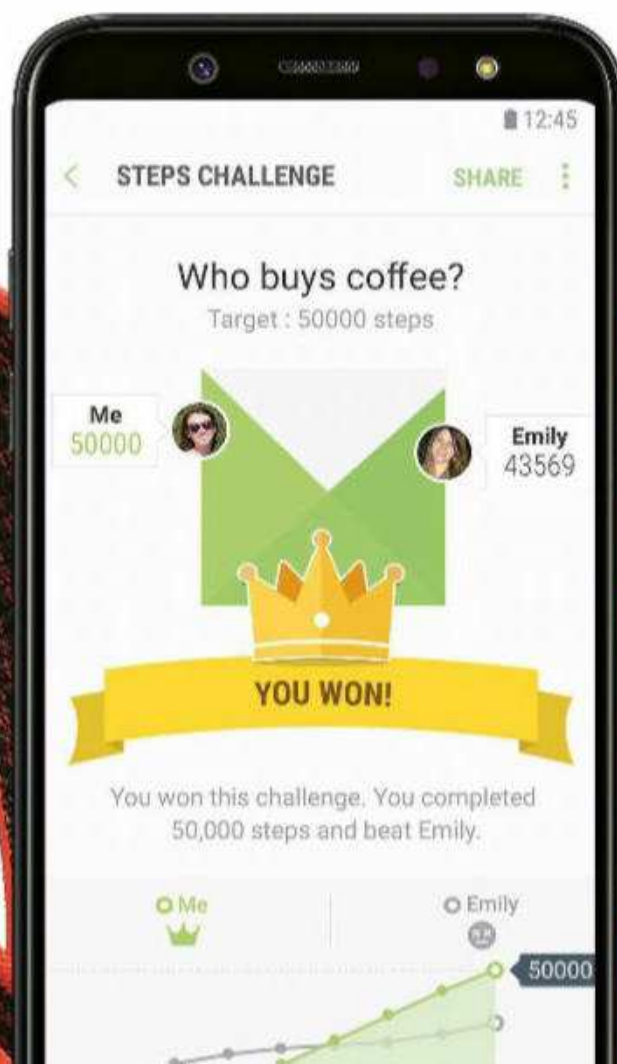 12:45
STEPS CHALLENGE SHARE
Who buys coffee?
Target : 50000 steps
Me
50000
Emily
43569
YOU WON!
You won this challenge. You completed
50,000 steps and beat Emily.
Me Emily
50000